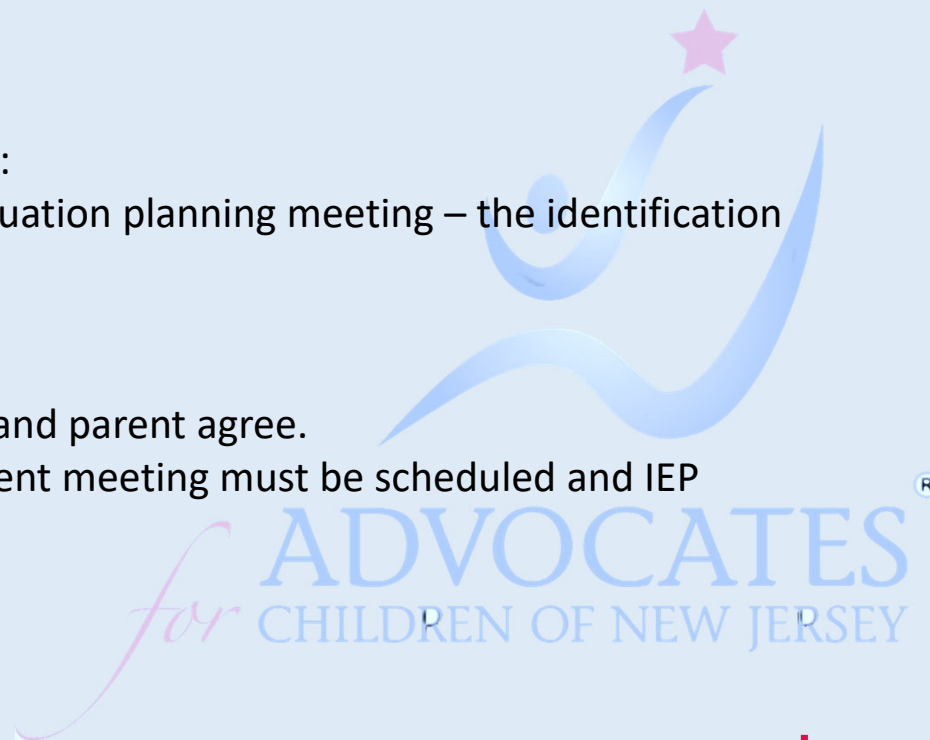 :
uation planning meeting – the identification
and parent agree.
ent meeting must be scheduled and IEP
®
ADVOCATES
for CHILDREN OF NEW JERSEY